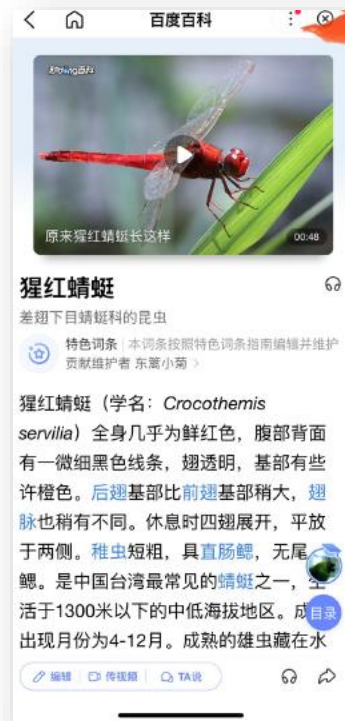 百度百科
秒懂百科
原来猩红蜻蜓长这样
00:48
猩红蜻蜓
差翅下目蜻蜓科的昆虫
特色词条 | 本词条按照特色词条指南编辑并维护
贡献维护者 东篱小菊 >
猩红蜻蜓（学名：Crocothemis
servilia）全身几乎为鲜红色，腹部背面
有一微细黑色线条，翅透明，基部有些
许橙色。后翅基部比前翅基部稍大，翅
脉也稍有不同。休息时四翅展开，平放
于两侧。稚虫短粗，具直肠鳃，无尾
鳃。是中国台湾最常见的蜻蜓之一，生
活于1300米以下的中低海拔地区。成
出现月份为4-12月。成熟的雄虫藏在水
目录
编辑
传视频
TA说